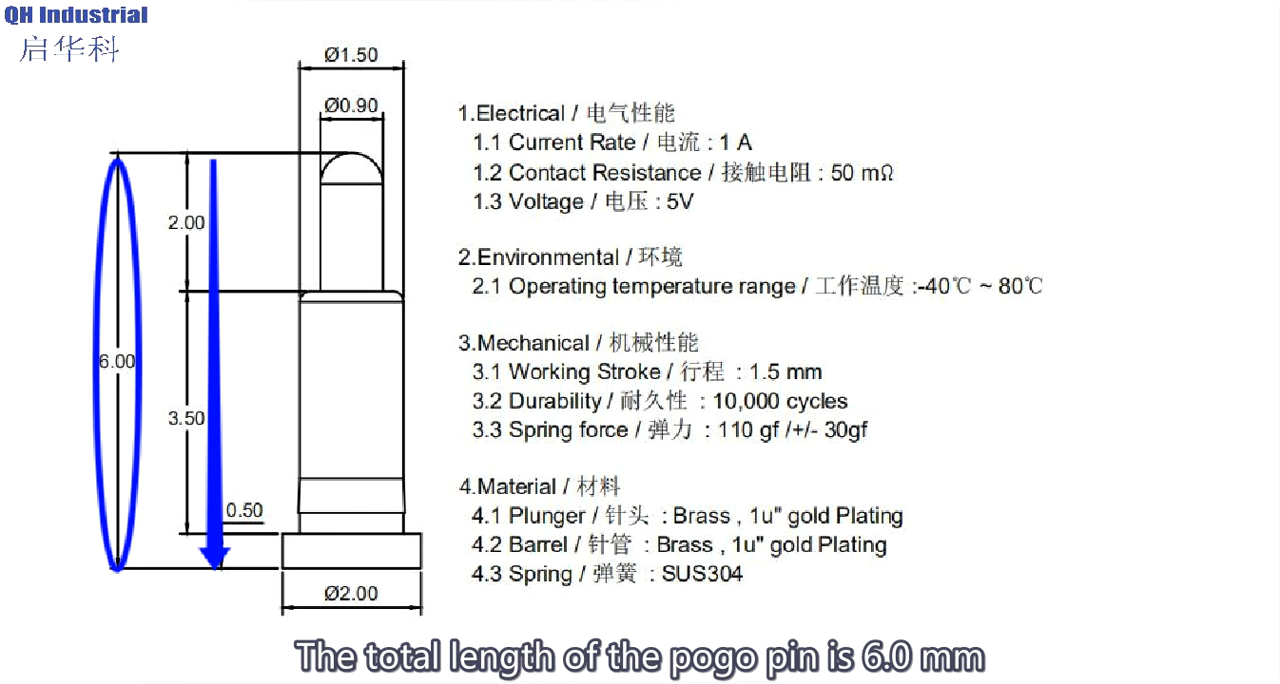 QH Industrial
启华科
Ø1.50
Ø0.90
2.00
6.00
3.50
0.50
Ø2.00
1.Electrical / 电气性能
1.1 Current Rate / 电流 : 1 A
1.2 Contact Resistance / 接触电阻 : 50 mΩ
1.3 Voltage / 电压 : 5V
2.Environmental / 环境
2.1 Operating temperature range / 工作温度 :-40℃ ~ 80℃
3.Mechanical / 机械性能
3.1 Working Stroke / 行程 : 1.5 mm
3.2 Durability / 耐久性 : 10,000 cycles
3.3 Spring force / 弹力 : 110 gf /+/- 30gf
4.Material / 材料
4.1 Plunger / 针头 : Brass , 1u" gold Plating
4.2 Barrel / 针管 : Brass , 1u" gold Plating
4.3 Spring / 弹簧 : SUS304
The total length of the pogo pin is 6.0 mm